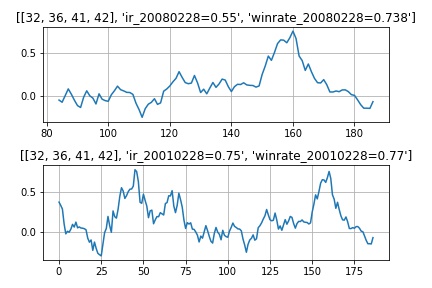 [[32, 36, 41, 42], 'ir_20080228=0.55', 'winrate_20080228=0.738']
0.5
0.0
80 100 120 140 160 180
[[32, 36, 41, 42], 'ir_20010228=0.75', 'winrate_20010228=0.77']
0.5
0.0
0 25 50 75 100 125 150 175